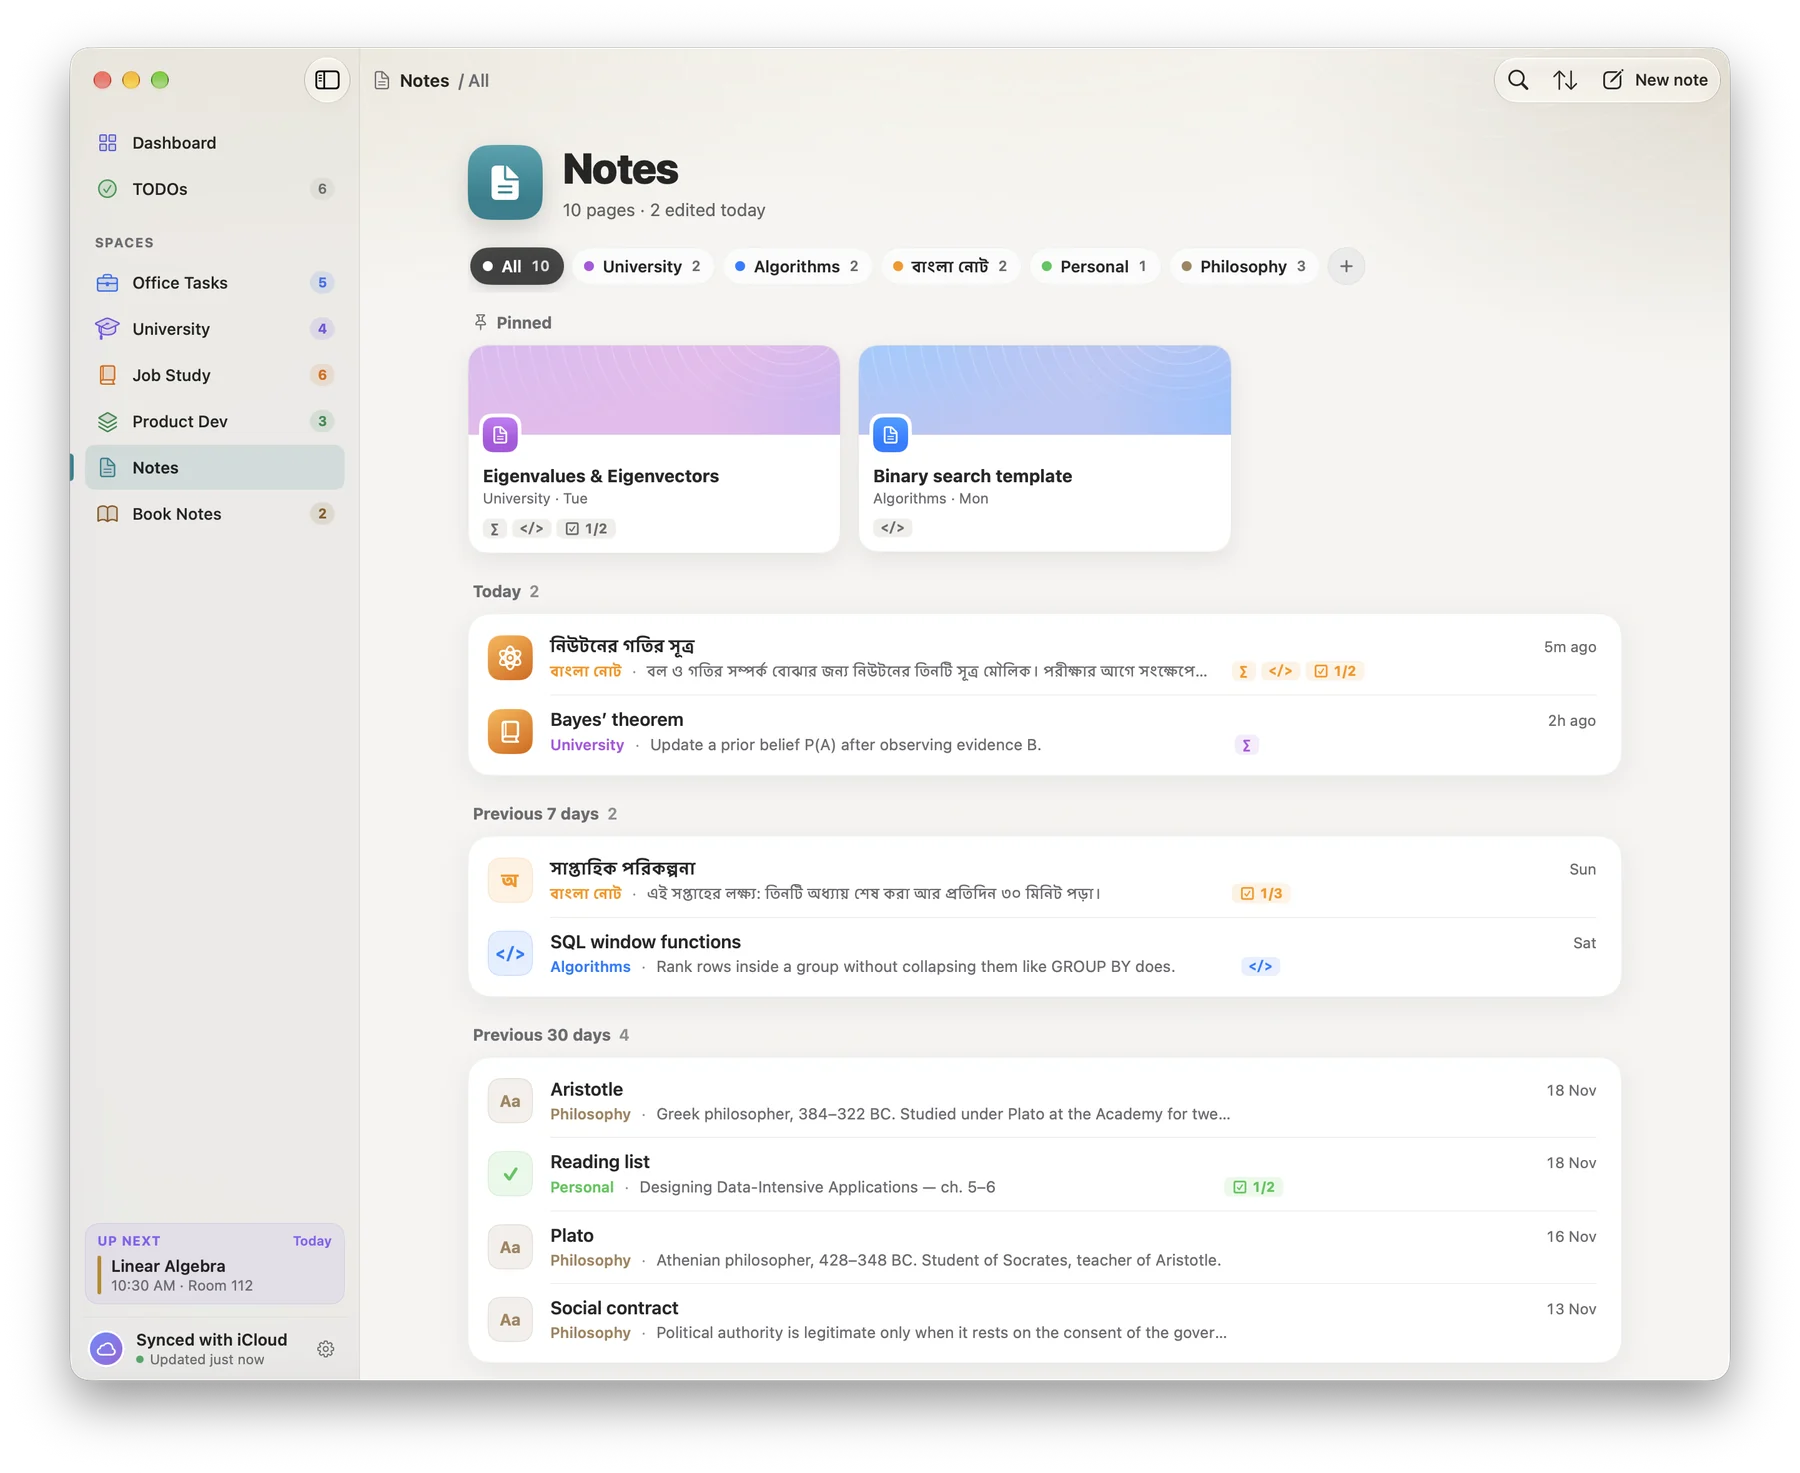 Notes / All
New note
Dashboard
TODOs 6
SPACES
Office Tasks 5
University 4
Job Study 6
Product Dev 3
Notes
Book Notes 2
UP NEXT Today
Linear Algebra
10:30 AM · Room 112
Synced with iCloud
Updated just now
Notes
10 pages · 2 edited today
All 10 University 2 Algorithms 2 বাংলা নোট 2 Personal 1 Philosophy 3 +
Pinned
Eigenvalues & Eigenvectors
University · Tue
Σ </> 1/2
Binary search template
Algorithms · Mon
</>
Today 2
নিউটনের গতির সূত্র 5m ago
বাংলা নোট · বল ও গতির সম্পর্ক বোঝার জন্য নিউটনের তিনটি সূত্র মৌলিক। পরীক্ষার আগে সংক্ষেপে... Σ </> 1/2
Bayes’ theorem 2h ago
University · Update a prior belief P(A) after observing evidence B. Σ
Previous 7 days 2
অ
সাপ্তাহিক পরিকল্পনা Sun
বাংলা নোট · এই সপ্তাহের লক্ষ্য: তিনটি অধ্যায় শেষ করা আর প্রতিদিন ৩০ মিনিট পড়া। 1/3
</>
SQL window functions Sat
Algorithms · Rank rows inside a group without collapsing them like GROUP BY does. </>
Previous 30 days 4
Aa
Aristotle 18 Nov
Philosophy · Greek philosopher, 384–322 BC. Studied under Plato at the Academy for twe...
Reading list 18 Nov
Personal · Designing Data-Intensive Applications — ch. 5–6 1/2
Aa
Plato 16 Nov
Philosophy · Athenian philosopher, 428–348 BC. Student of Socrates, teacher of Aristotle.
Aa
Social contract 13 Nov
Philosophy · Political authority is legitimate only when it rests on the consent of the gover...